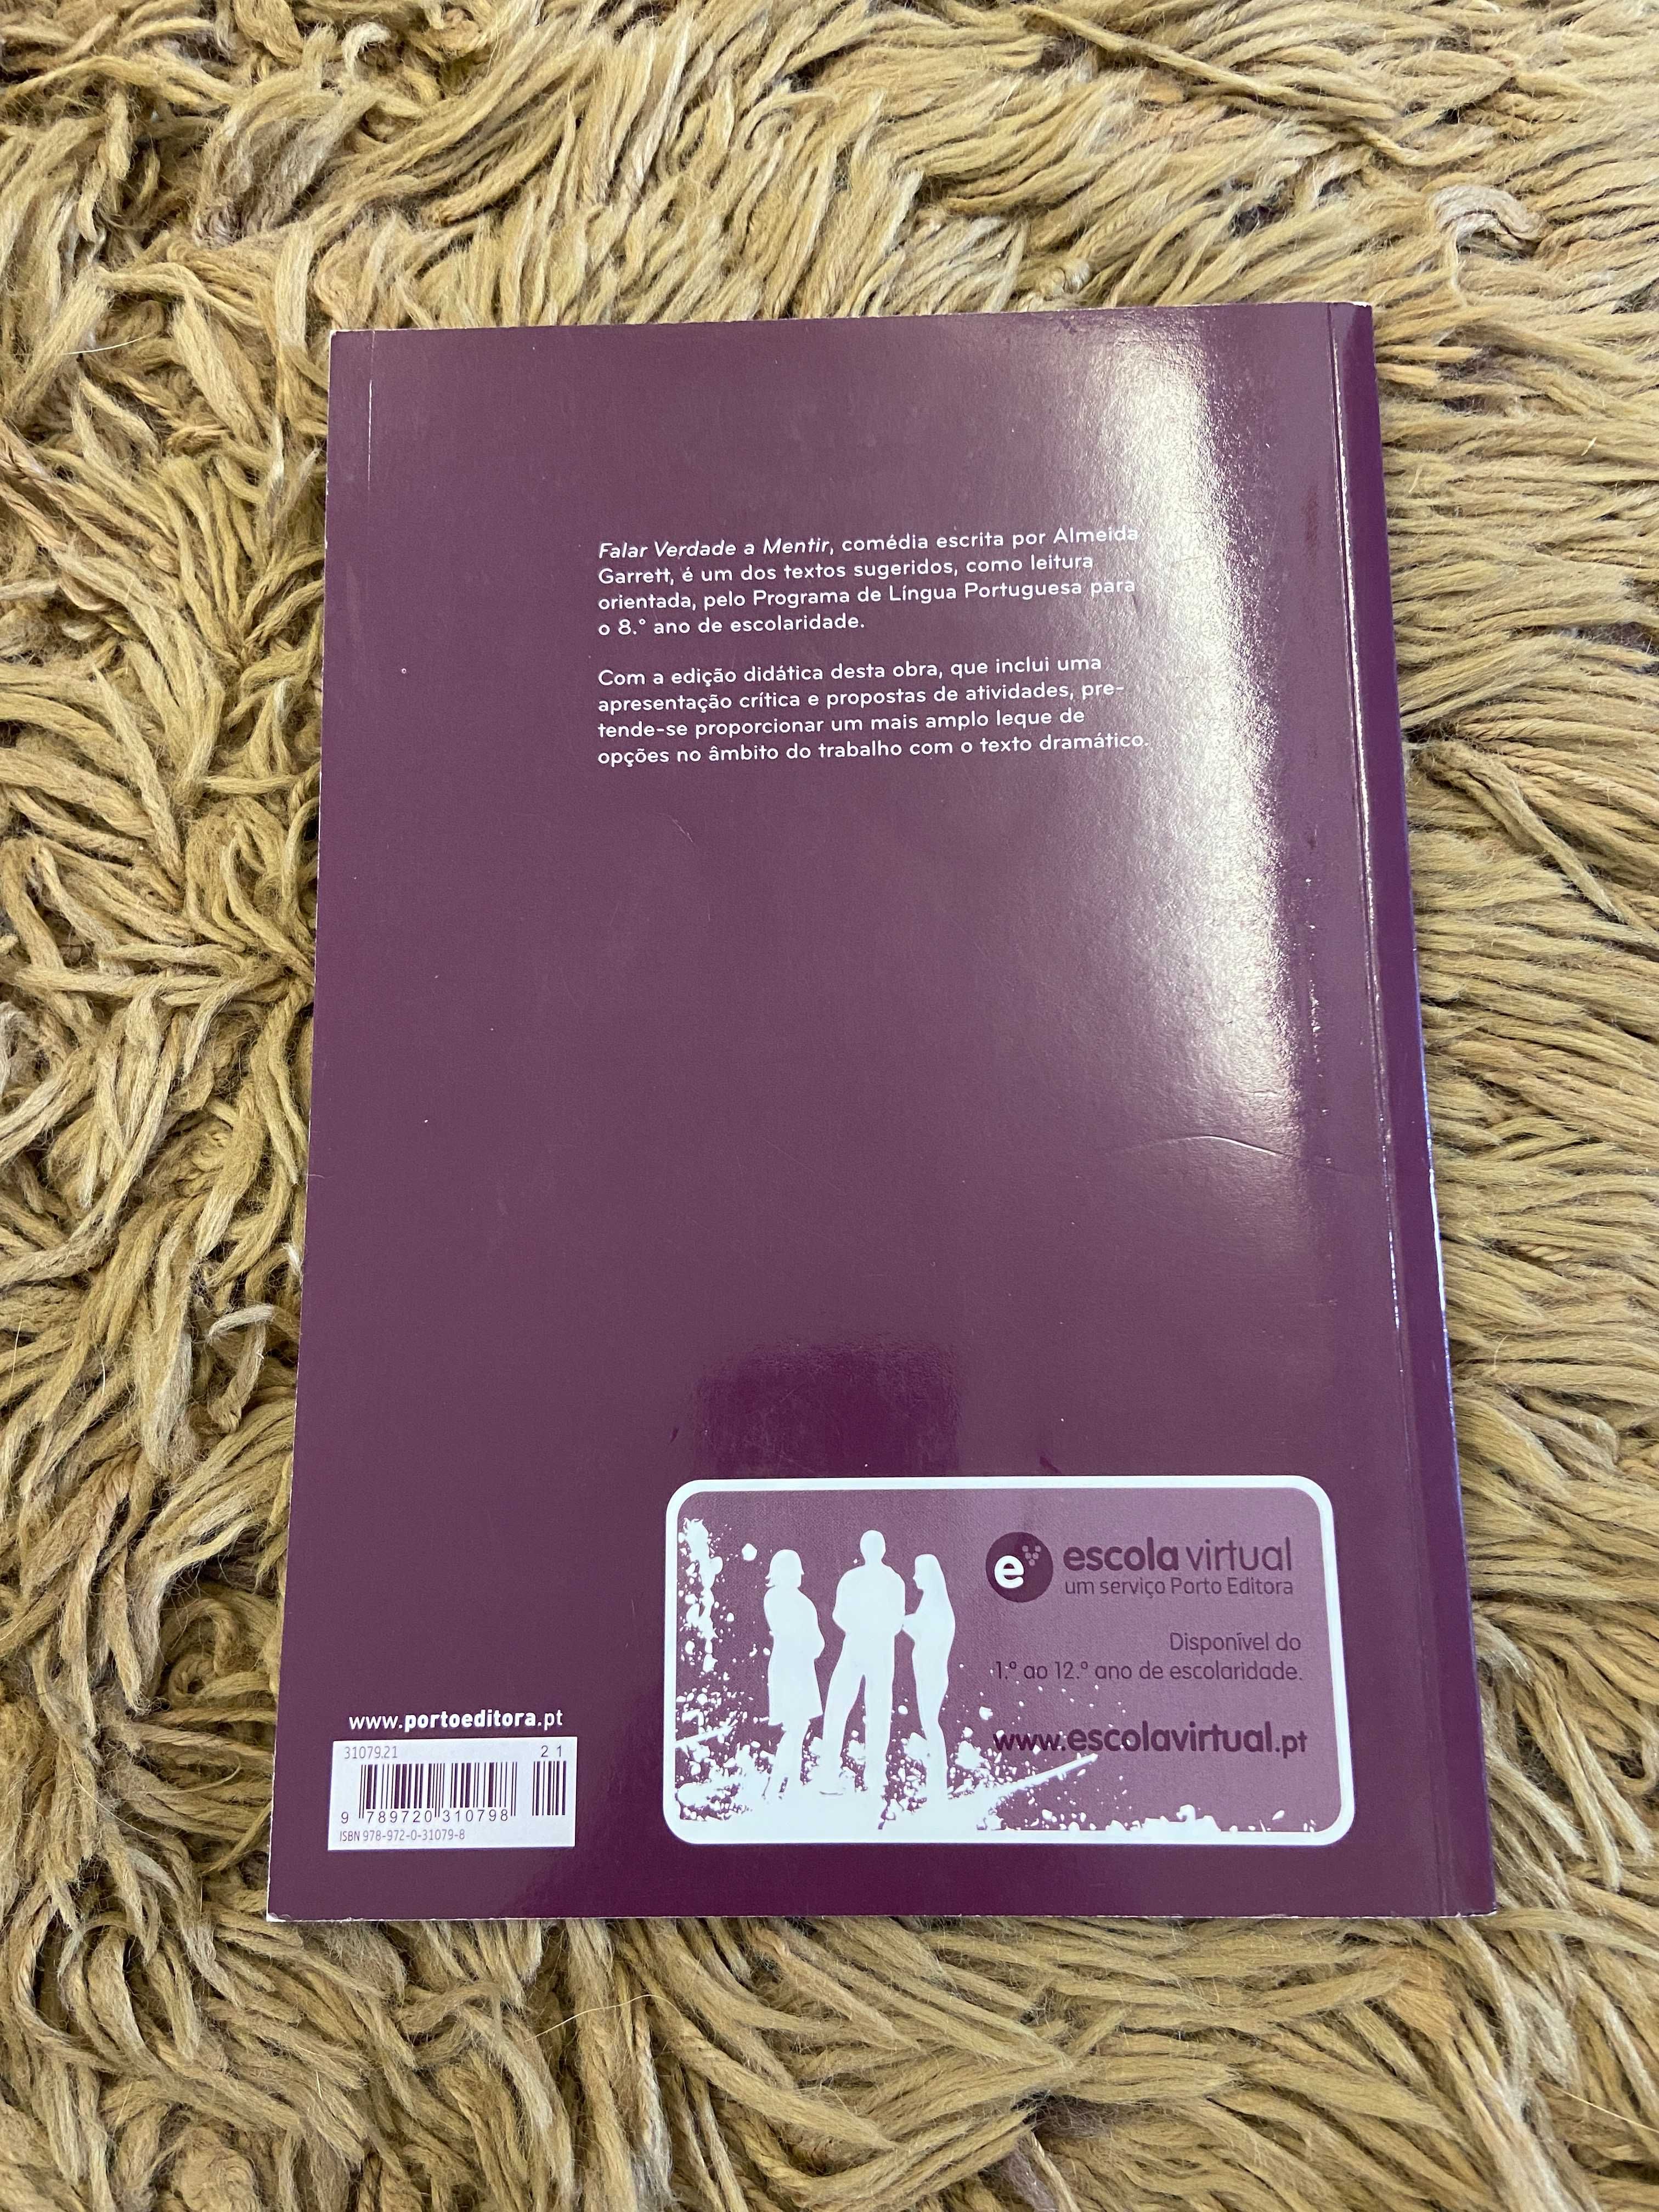 Falar Verdade a Mentir, comédia escrita por Almeida
Garrett, é um dos textos sugeridos, como leitura
orientada, pelo Programa de Língua Portuguesa para
o 8.º ano de escolaridade.
Com a edição didática desta obra, que inclui uma
apresentação crítica e propostas de atividades, pre-
tende-se proporcionar um mais amplo leque de
opções no âmbito do trabalho com o texto dramático.
e escola virtual
um serviço Porto Editora
Disponível do
1.º ao 12.º ano de escolaridade.
www.escolavirtual.pt
www.portoeditora.pt
31079.21 21
9 789720 310798
ISBN 978-972-0-31079-8